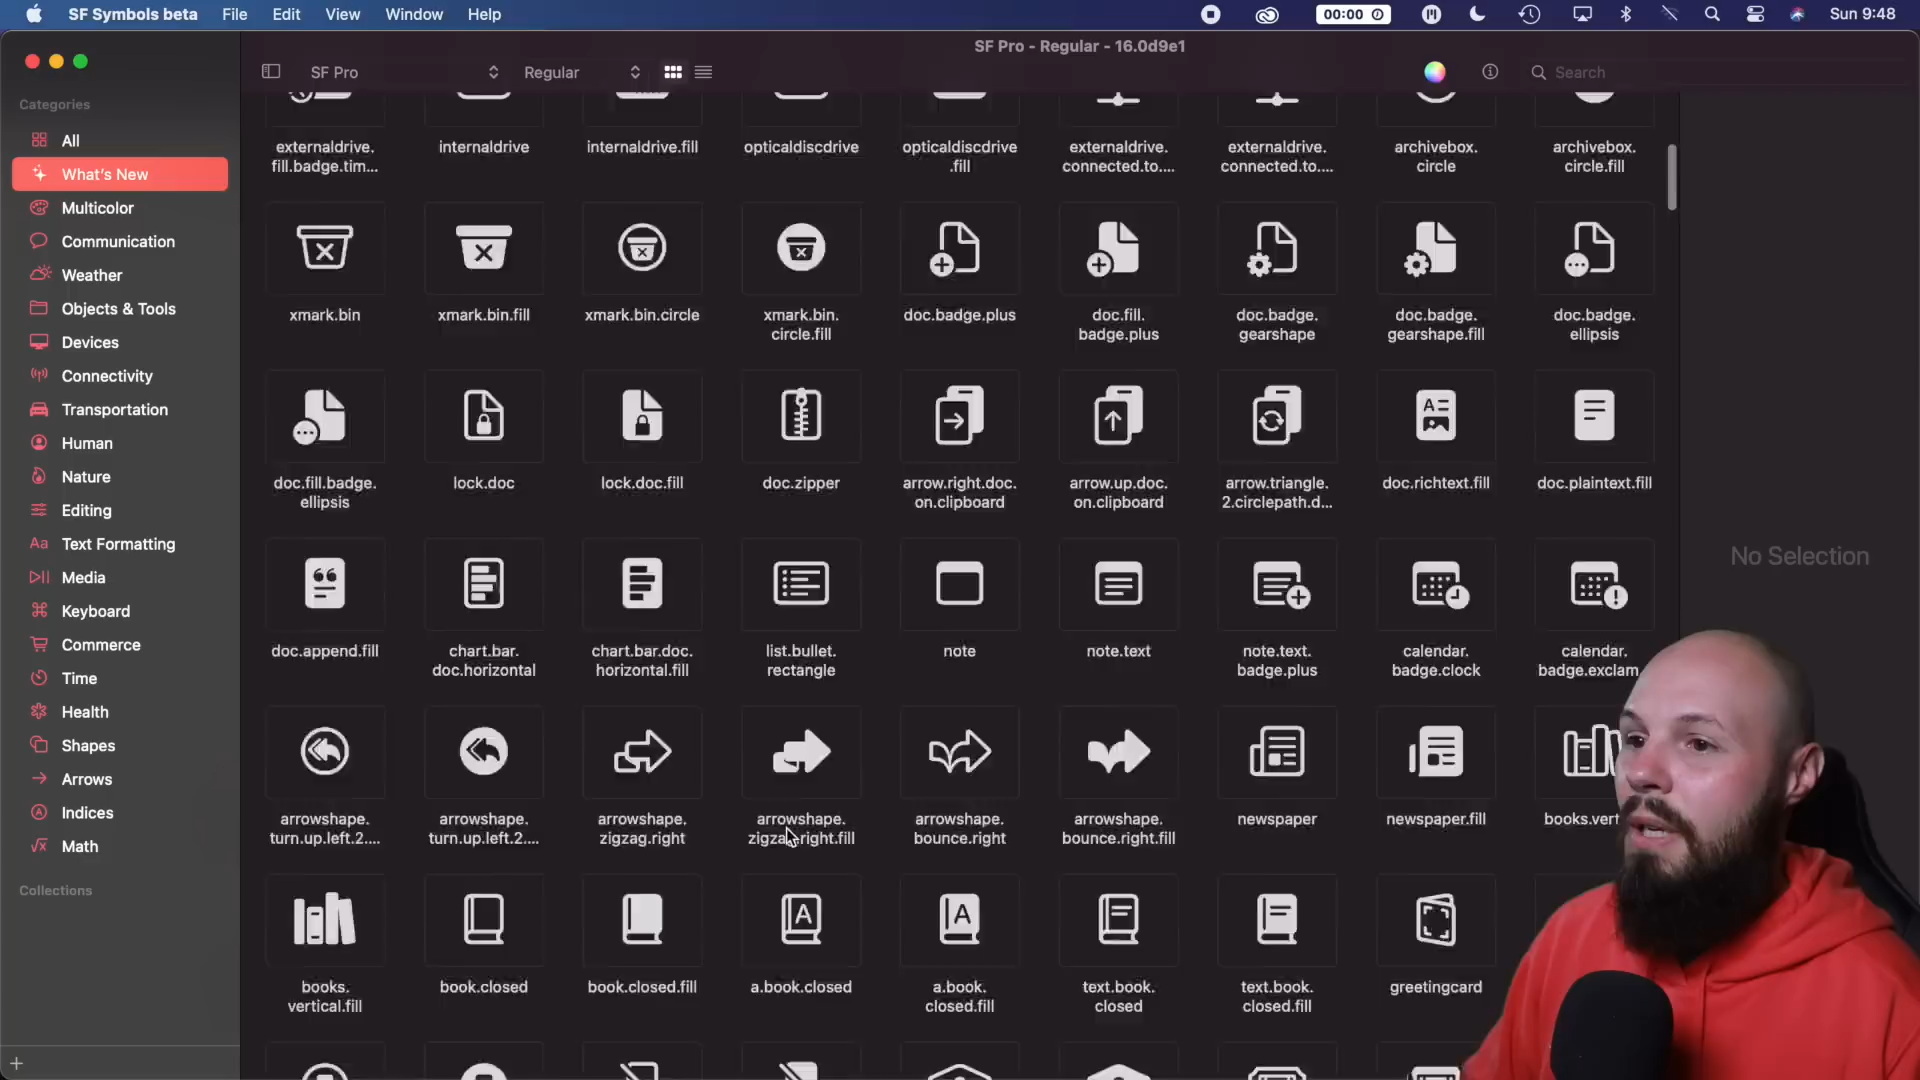 SF Symbols beta File Edit View Window Help 00:00 Sun 9:48
SF Pro - Regular - 16.0d9e1
SF Pro Regular Search
Categories
All
What's New
Multicolor
Communication
Weather
Objects & Tools
Devices
Connectivity
Transportation
Human
Nature
Editing
Text Formatting
Media
Keyboard
Commerce
Time
Health
Shapes
Arrows
Indices
Math
Collections
externaldrive.
fill.badge.tim...
internaldrive
internaldrive.fill
opticaldiscdrive
opticaldiscdrive
.fill
externaldrive.
connected.to....
externaldrive.
connected.to....
archivebox.
circle
archivebox.
circle.fill
xmark.bin
xmark.bin.fill
xmark.bin.circle
xmark.bin.
circle.fill
doc.badge.plus
doc.fill.
badge.plus
doc.badge.
gearshape
doc.badge.
gearshape.fill
doc.badge.
ellipsis
doc.fill.badge.
ellipsis
lock.doc
lock.doc.fill
doc.zipper
arrow.right.doc.
on.clipboard
arrow.up.doc.
on.clipboard
arrow.triangle.
2.circlepath.d...
doc.richtext.fill
doc.plaintext.fill
doc.append.fill
chart.bar.
doc.horizontal
chart.bar.doc.
horizontal.fill
list.bullet.
rectangle
note
note.text
note.text.
badge.plus
calendar.
badge.clock
calendar.
badge.exclam
arrowshape.
turn.up.left.2....
arrowshape.
turn.up.left.2....
arrowshape.
zigzag.right
arrowshape.
zigzag.right.fill
arrowshape.
bounce.right
arrowshape.
bounce.right.fill
newspaper
newspaper.fill
books.vert
books.
vertical.fill
book.closed
book.closed.fill
A
a.book.closed
A
a.book.
closed.fill
text.book.
closed
text.book.
closed.fill
greetingcard
No Selection